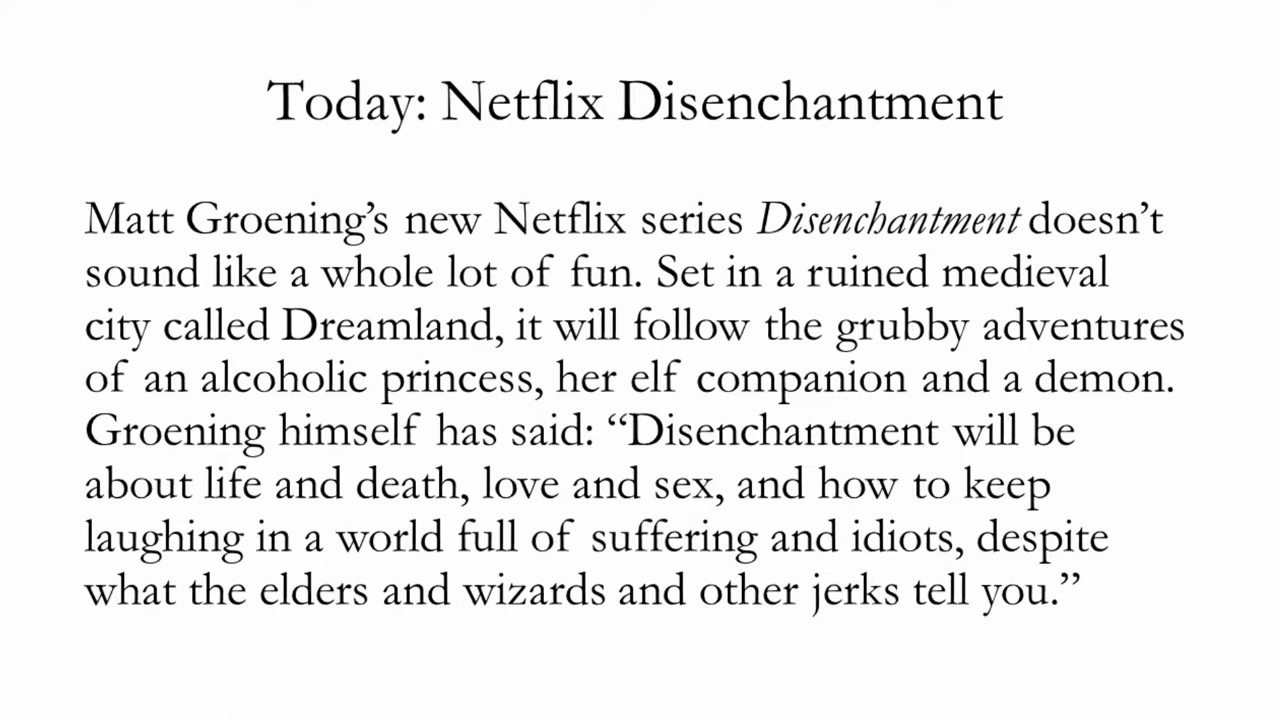 Today: Netflix Disenchantment
Matt Groening’s new Netflix series Disenchantment doesn’t
sound like a whole lot of fun. Set in a ruined medieval
city called Dreamland, it will follow the grubby adventures
of an alcoholic princess, her elf companion and a demon.
Groening himself has said: “Disenchantment will be
about life and death, love and sex, and how to keep
laughing in a world full of suffering and idiots, despite
what the elders and wizards and other jerks tell you.”